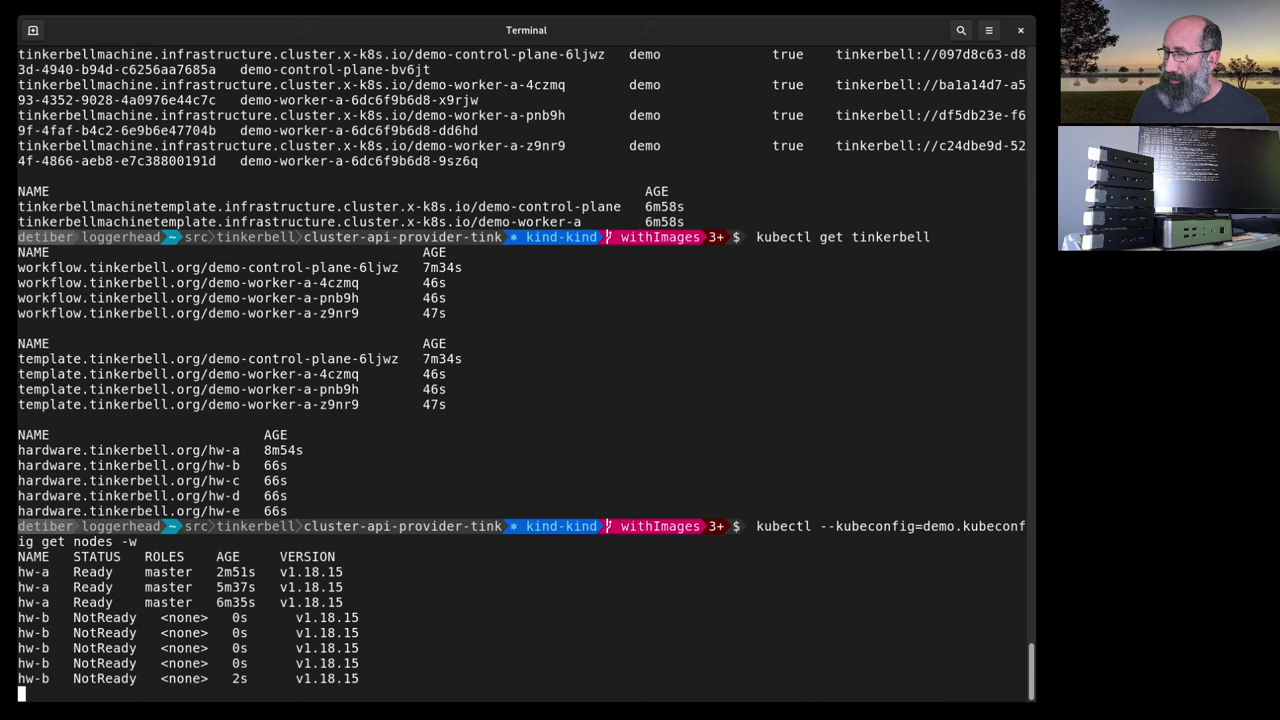 Terminal
tinkerbellmachine.infrastructure.cluster.x-k8s.io/demo-control-plane-6ljwz   demo              true    tinkerbell://097d8c63-d8
3d-4940-b94d-c6256aa7685a   demo-control-plane-bv6jt
tinkerbellmachine.infrastructure.cluster.x-k8s.io/demo-worker-a-4czmq        demo              true    tinkerbell://ba1a14d7-a5
93-4352-9028-4a0976e44c7c   demo-worker-a-6dc6f9b6d8-x9rjw
tinkerbellmachine.infrastructure.cluster.x-k8s.io/demo-worker-a-pnb9h        demo              true    tinkerbell://df5db23e-f6
9f-4faf-b4c2-6e9b6e47704b   demo-worker-a-6dc6f9b6d8-dd6hd
tinkerbellmachine.infrastructure.cluster.x-k8s.io/demo-worker-a-z9nr9        demo              true    tinkerbell://c24dbe9d-52
4f-4866-aeb8-e7c38800191d   demo-worker-a-6dc6f9b6d8-9sz6q
NAME                                                                            AGE
tinkerbellmachinetemplate.infrastructure.cluster.x-k8s.io/demo-control-plane   6m58s
tinkerbellmachinetemplate.infrastructure.cluster.x-k8s.io/demo-worker-a        6m58s
detiber loggerhead ~ src tinkerbell cluster-api-provider-tink ⎈ kind-kind withImages 3+ $ kubectl get tinkerbell
NAME                                                 AGE
workflow.tinkerbell.org/demo-control-plane-6ljwz   7m34s
workflow.tinkerbell.org/demo-worker-a-4czmq        46s
workflow.tinkerbell.org/demo-worker-a-pnb9h        46s
workflow.tinkerbell.org/demo-worker-a-z9nr9        47s
NAME                                                 AGE
template.tinkerbell.org/demo-control-plane-6ljwz   7m34s
template.tinkerbell.org/demo-worker-a-4czmq        46s
template.tinkerbell.org/demo-worker-a-pnb9h        46s
template.tinkerbell.org/demo-worker-a-z9nr9        47s
NAME                           AGE
hardware.tinkerbell.org/hw-a   8m54s
hardware.tinkerbell.org/hw-b   66s
hardware.tinkerbell.org/hw-c   66s
hardware.tinkerbell.org/hw-d   66s
hardware.tinkerbell.org/hw-e   66s
detiber loggerhead ~ src tinkerbell cluster-api-provider-tink ⎈ kind-kind withImages 3+ $ kubectl --kubeconfig=demo.kubeconf
ig get nodes -w
NAME   STATUS   ROLES    AGE     VERSION
hw-a   Ready    master   2m51s   v1.18.15
hw-a   Ready    master   5m37s   v1.18.15
hw-a   Ready    master   6m35s   v1.18.15
hw-b   NotReady   <none>   0s      v1.18.15
hw-b   NotReady   <none>   0s      v1.18.15
hw-b   NotReady   <none>   0s      v1.18.15
hw-b   NotReady   <none>   0s      v1.18.15
hw-b   NotReady   <none>   2s      v1.18.15